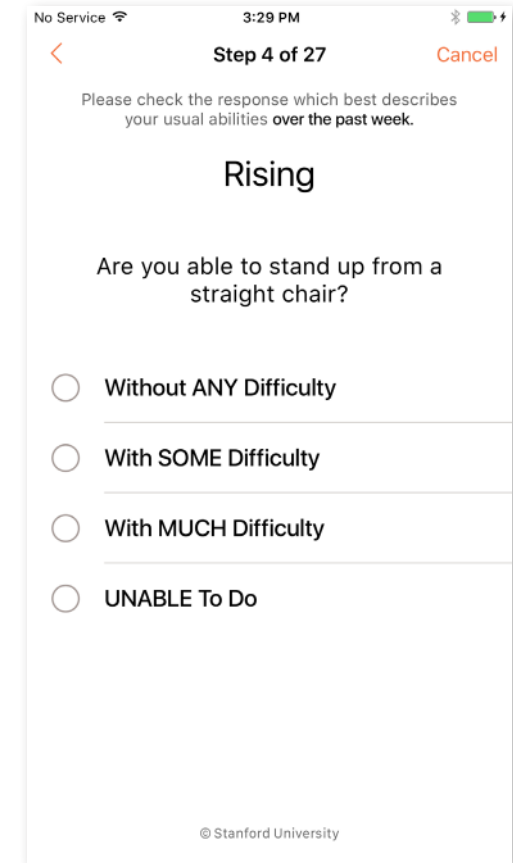 No Service 3:29 PM
Step 4 of 27 Cancel
Please check the response which best describes
your usual abilities over the past week.
Rising
Are you able to stand up from a
straight chair?
Without ANY Difficulty
With SOME Difficulty
With MUCH Difficulty
UNABLE To Do
© Stanford University